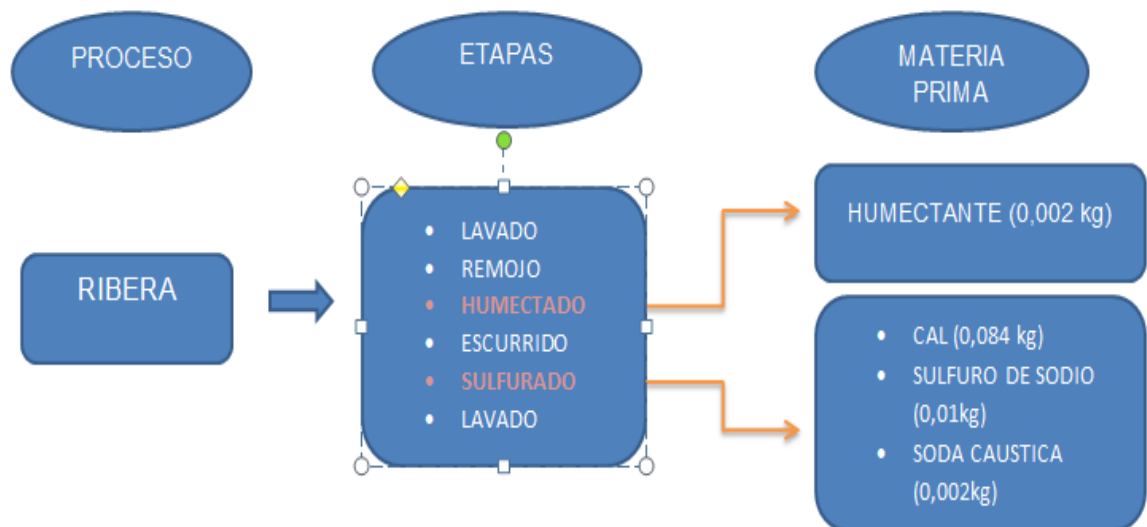 PROCESO
ETAPAS
MATERIA
PRIMA
RIBERA
• LAVADO
• REMOJO
• HUMECTADO
• ESCURRIDO
• SULFURADO
• LAVADO
HUMECTANTE (0,002 kg)
• CAL (0,084 kg)
• SULFURO DE SODIO
(0,01kg)
• SODA CAUSTICA
(0,002kg)